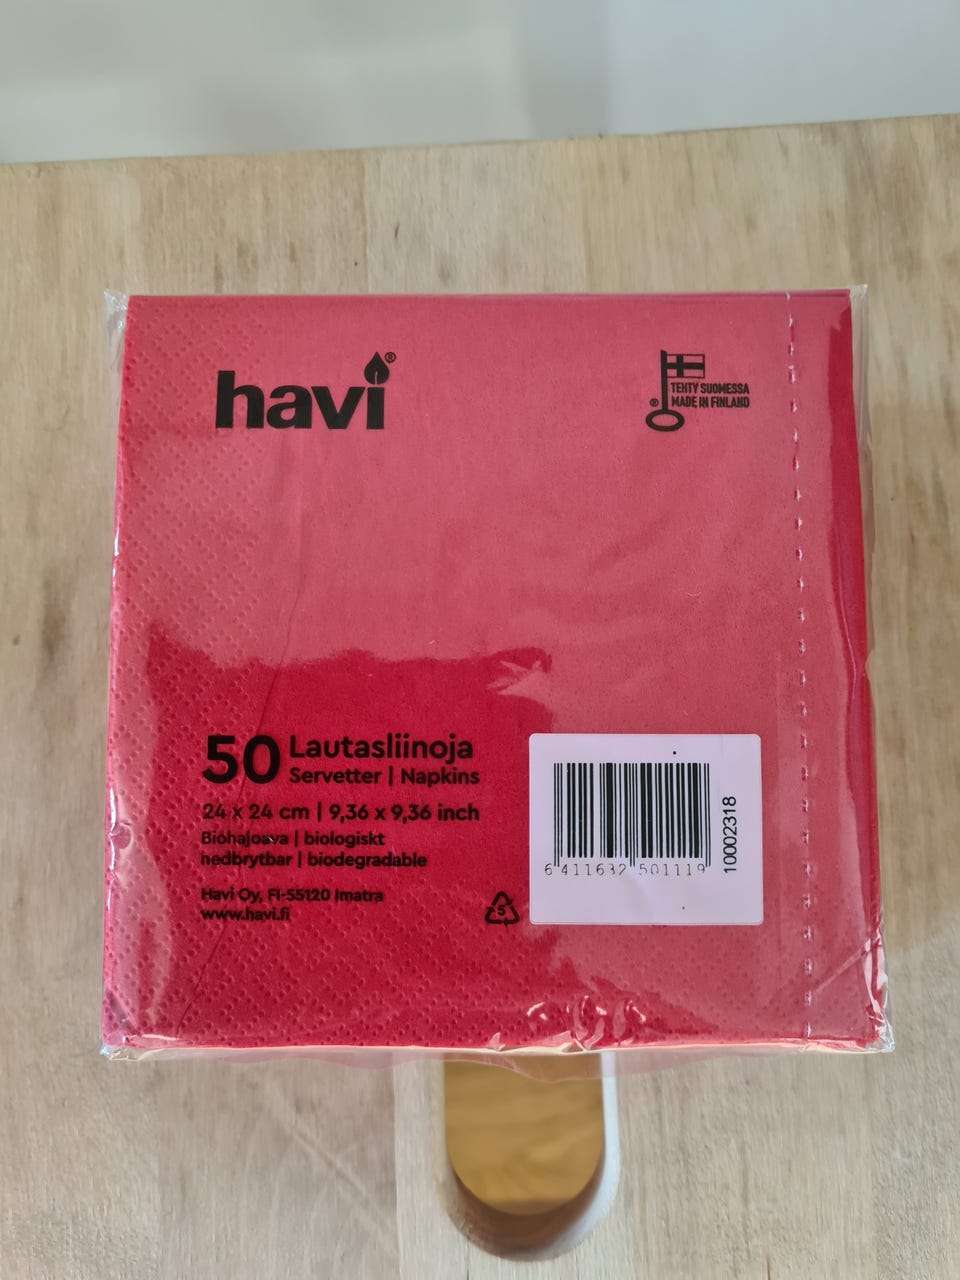 havi®
TEHTY SUOMESSA
® MADE IN FINLAND
50 Lautasliinoja
Servetter | Napkins
24 x 24 cm | 9,36 x 9,36 inch
Biohajoava | biologiskt
nedbrytbar | biodegradable
Havi Oy, FI-55120 Imatra
www.havi.fi
5
6 411632 501119
10002318